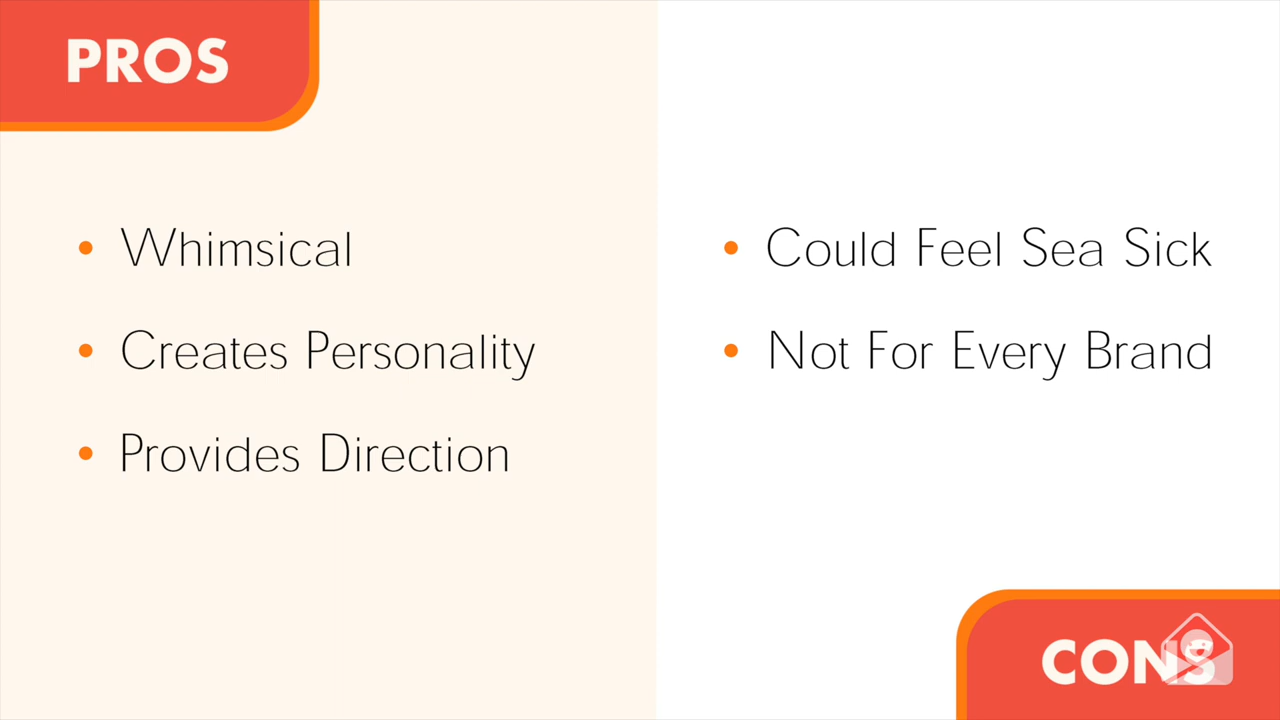 PROS
• Whimsical
• Creates Personality
• Provides Direction
• Could Feel Sea Sick
• Not For Every Brand
CONS